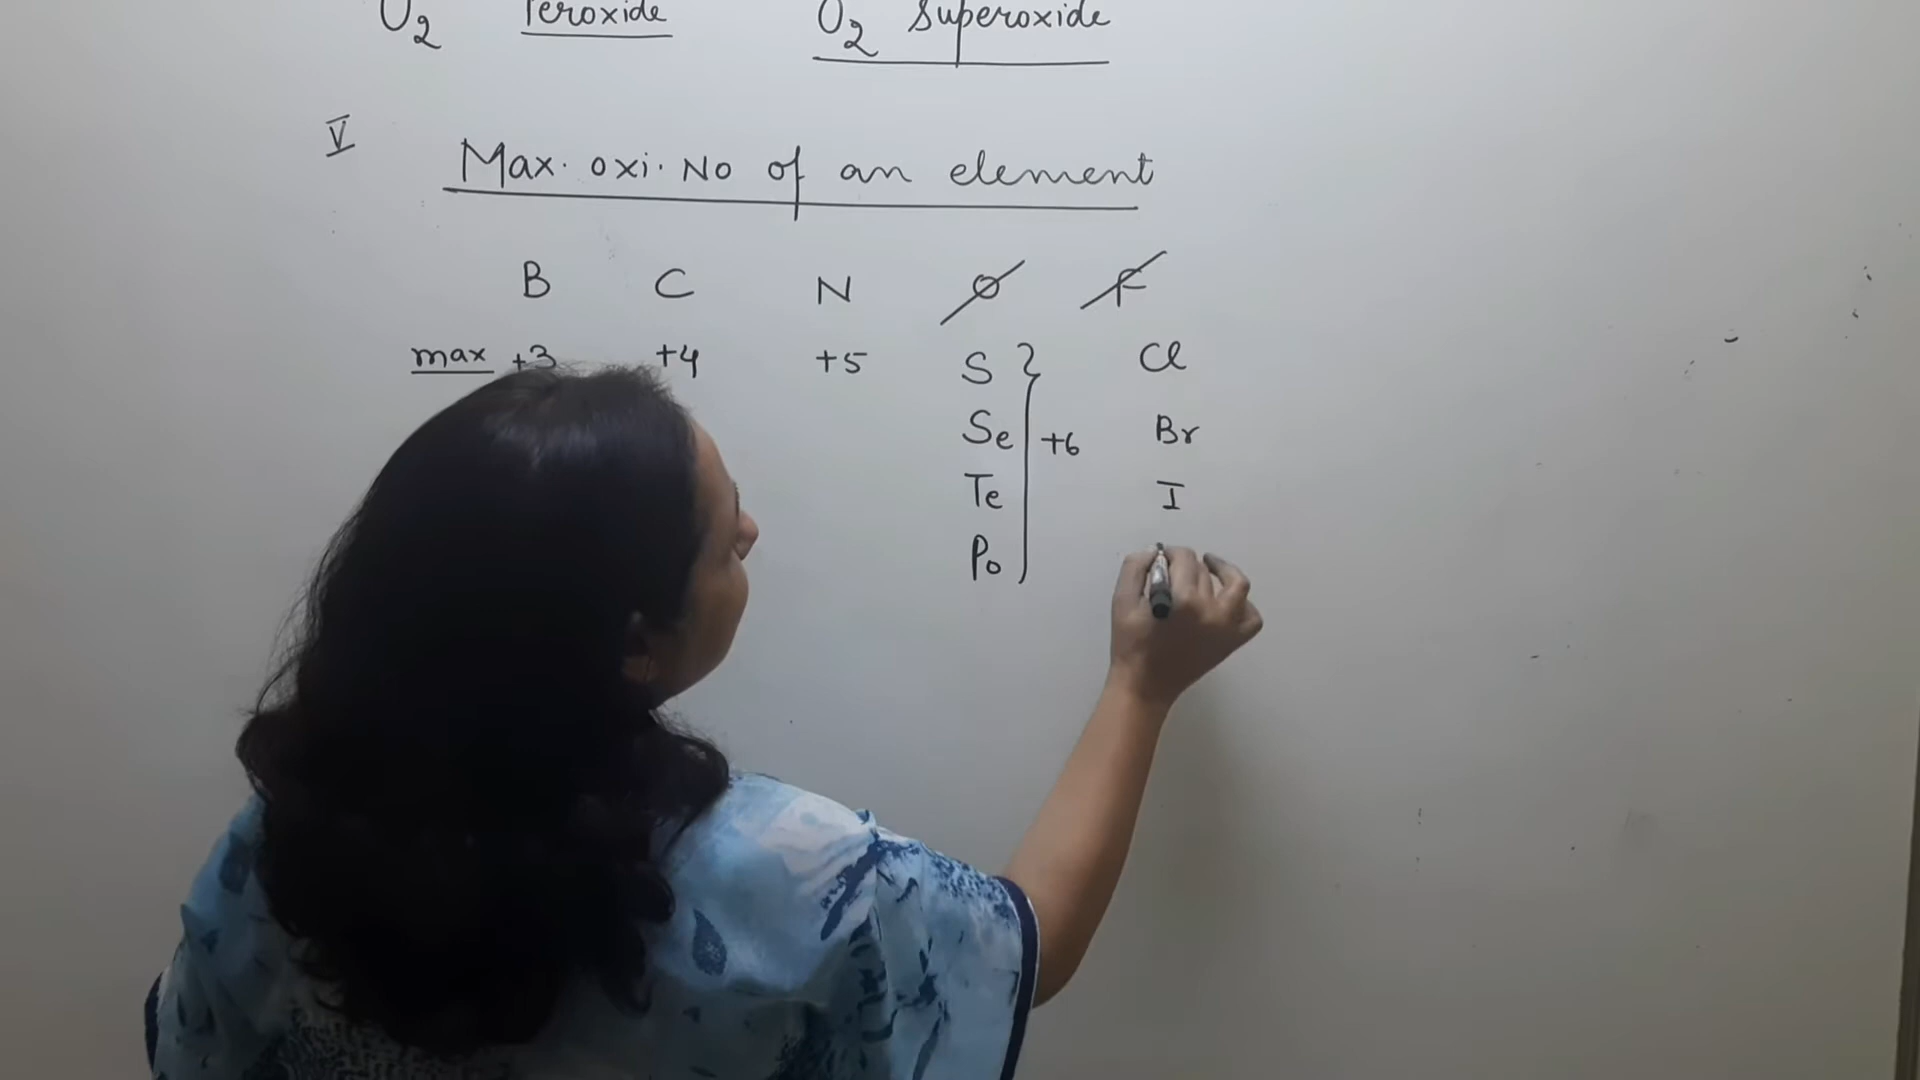 O2 Peroxide O2 Superoxide
V
Max. oxi. No of an element
B C N O F
max +3 +4 +5 S Cl
Se +6 Br
Te I
Po